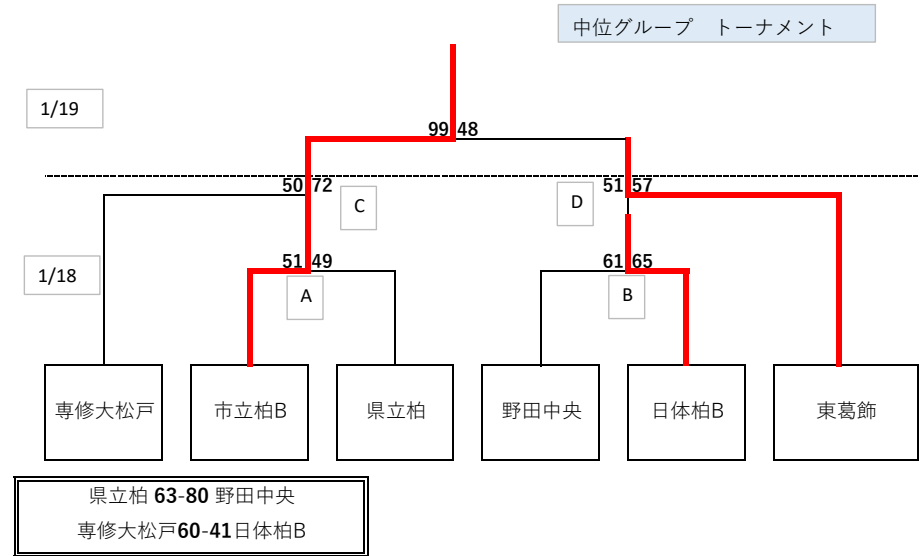 中位グループ　トーナメント
1/19
99 48
50 72
51 57
C
D
1/18
51 49
61 65
A
B
専修大松戸
市立柏B
県立柏
野田中央
日体柏B
東葛飾
県立柏 63-80 野田中央
専修大松戸60-41日体柏B